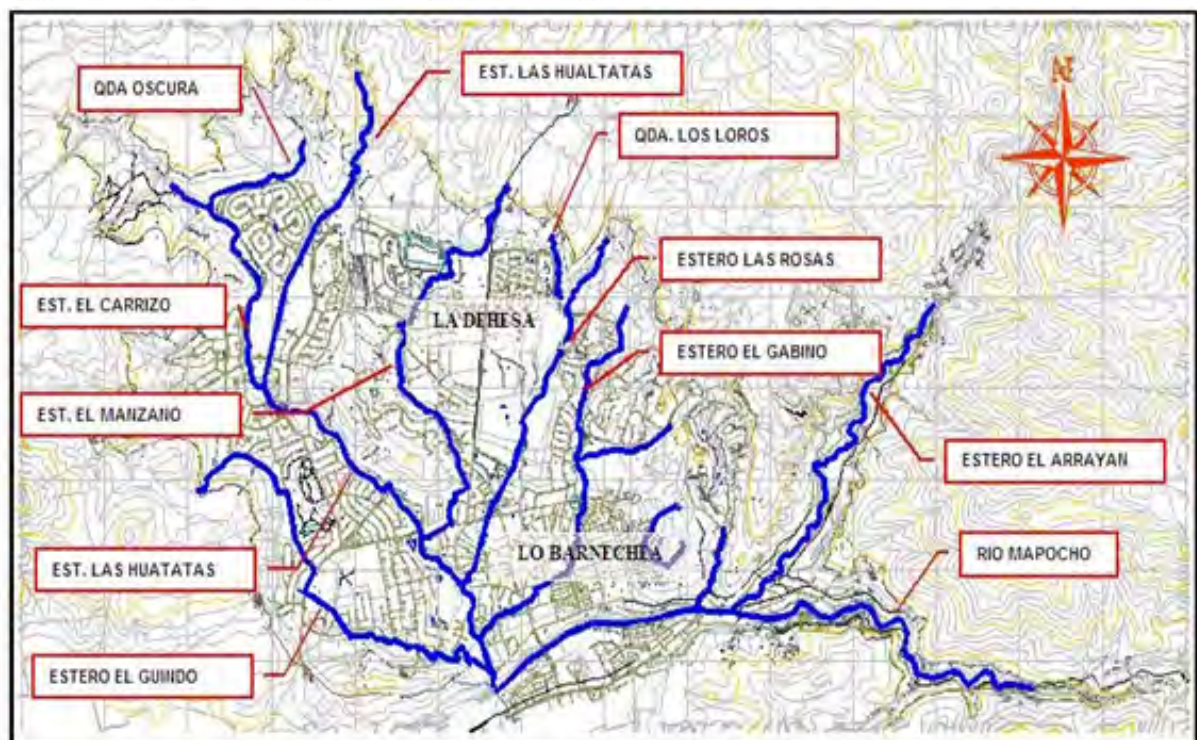 EST. LAS HUALTATAS
QDA OSCURA
N
QDA. LOS LOROS
ESTERO LAS ROSAS
EST. EL CARRIZO
LA DEHESA
ESTERO EL GABINO
EST. EL MANZANO
ESTERO EL ARRAYAN
LO BARNECHEA
RIO MAPOCHO
EST. LAS HUATATAS
ESTERO EL GUINDO